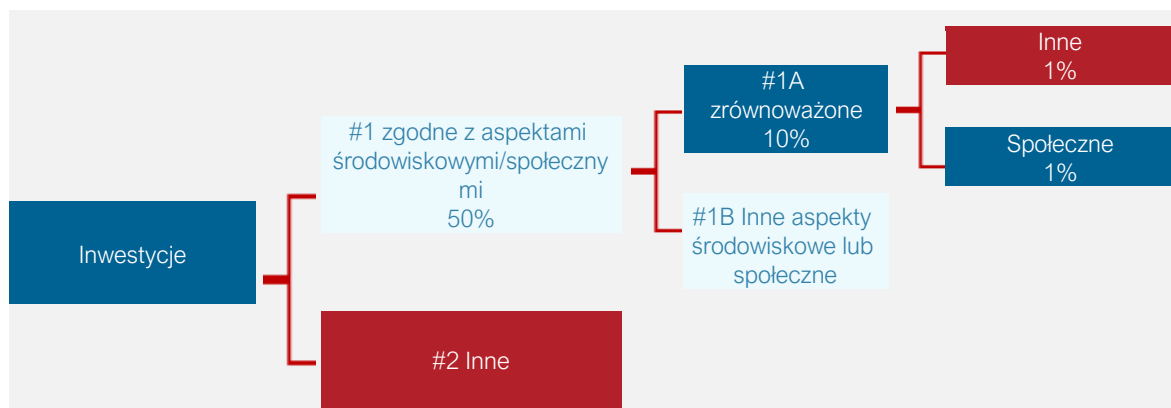 Inwestycje
#1 zgodne z aspektami
środowiskowymi/społeczny
mi
50%
#2 Inne
#1A
zrównoważone
10%
#1B Inne aspekty
środowiskowe lub
społeczne
Inne
1%
Społeczne
1%